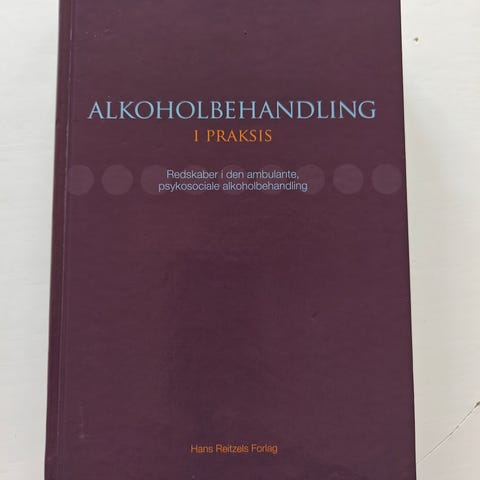 ALKOHOLBEHANDLING
I PRAKSIS
Redskaber i den ambulante,
psykosociale alkoholbehandling
Hans Reitzels Forlag